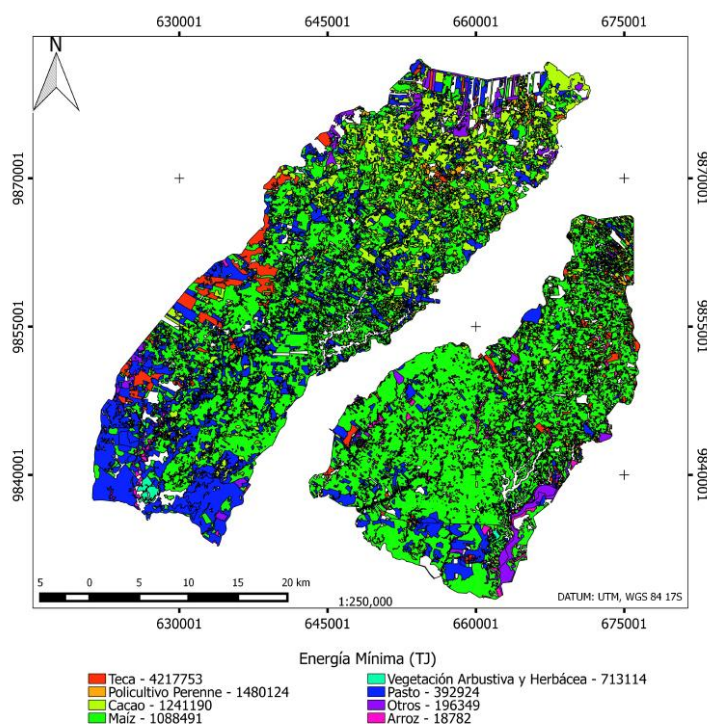 630001 645001 660001 675001
N
9870001 9870001
9855001 9855001
9840001 9840001
5 0 5 10 15 20 km
1:250,000
DATUM: UTM, WGS 84 17S
630001 645001 660001 675001
Energía Mínima (TJ)
Teca - 4217753
Policultivo Perenne - 1480124
Cacao - 1241190
Maíz - 1088491
Vegetación Arbustiva y Herbácea - 713114
Pasto - 392924
Otros - 196349
Arroz - 18782